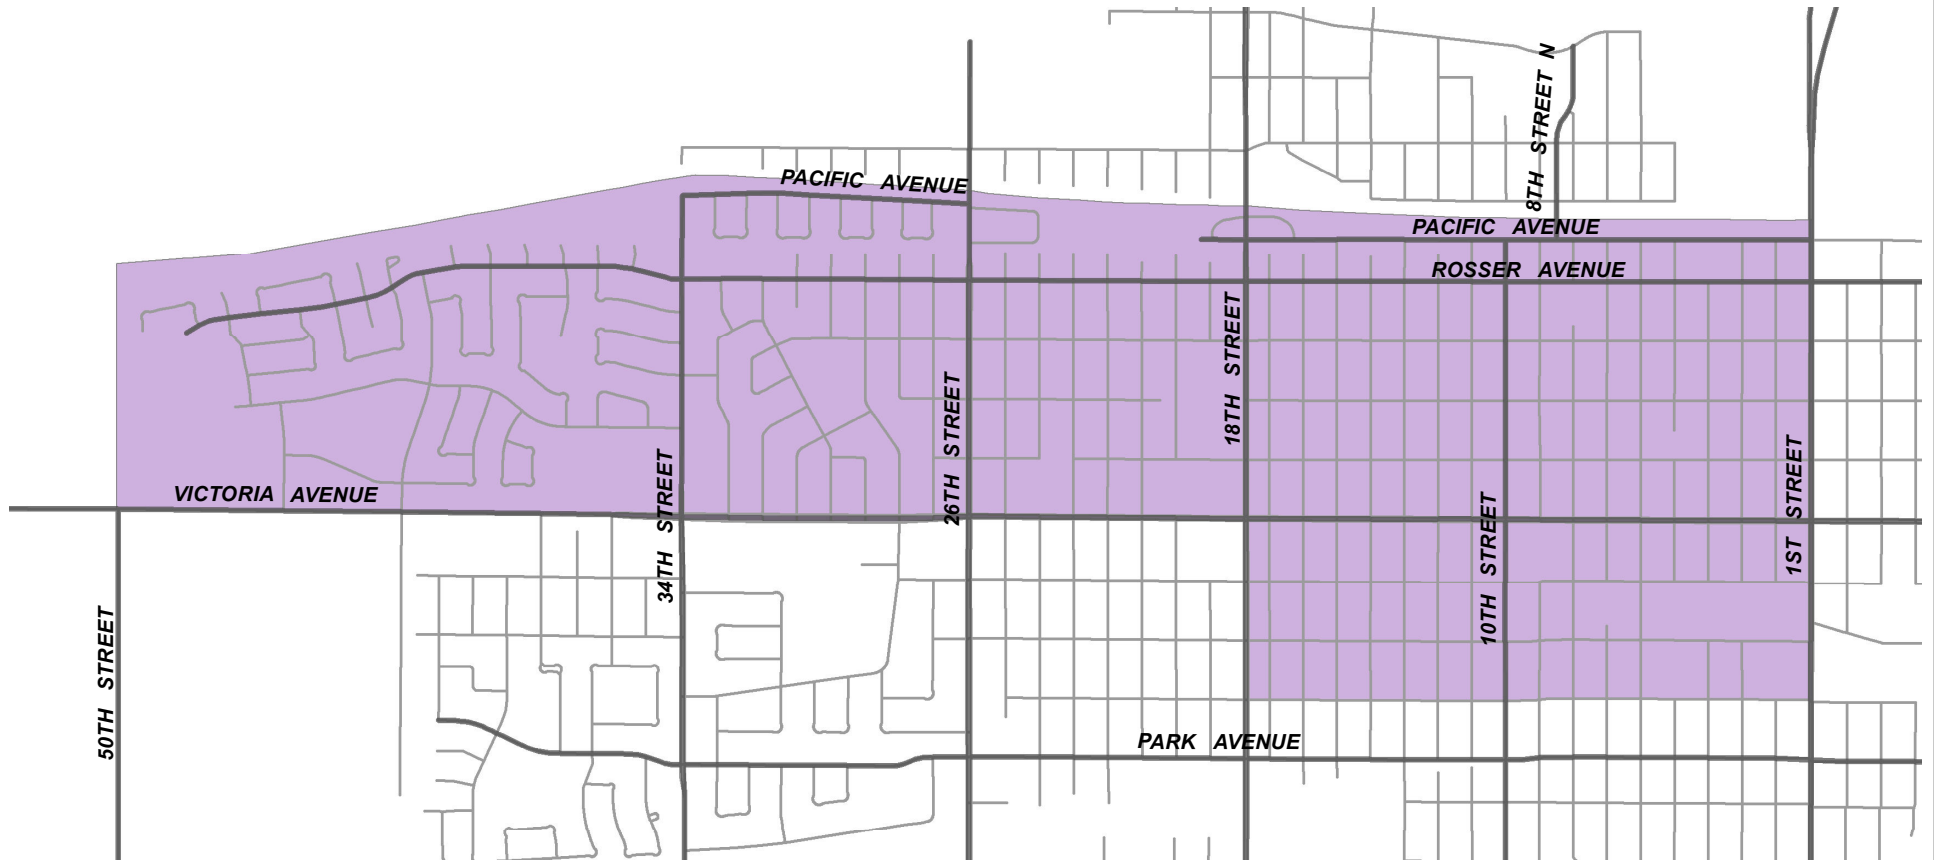 8TH STREET N
PACIFIC AVENUE
PACIFIC AVENUE
ROSSER AVENUE
18TH STREET
26TH STREET
34TH STREET
VICTORIA AVENUE
10TH STREET
1ST STREET
50TH STREET
PARK AVENUE